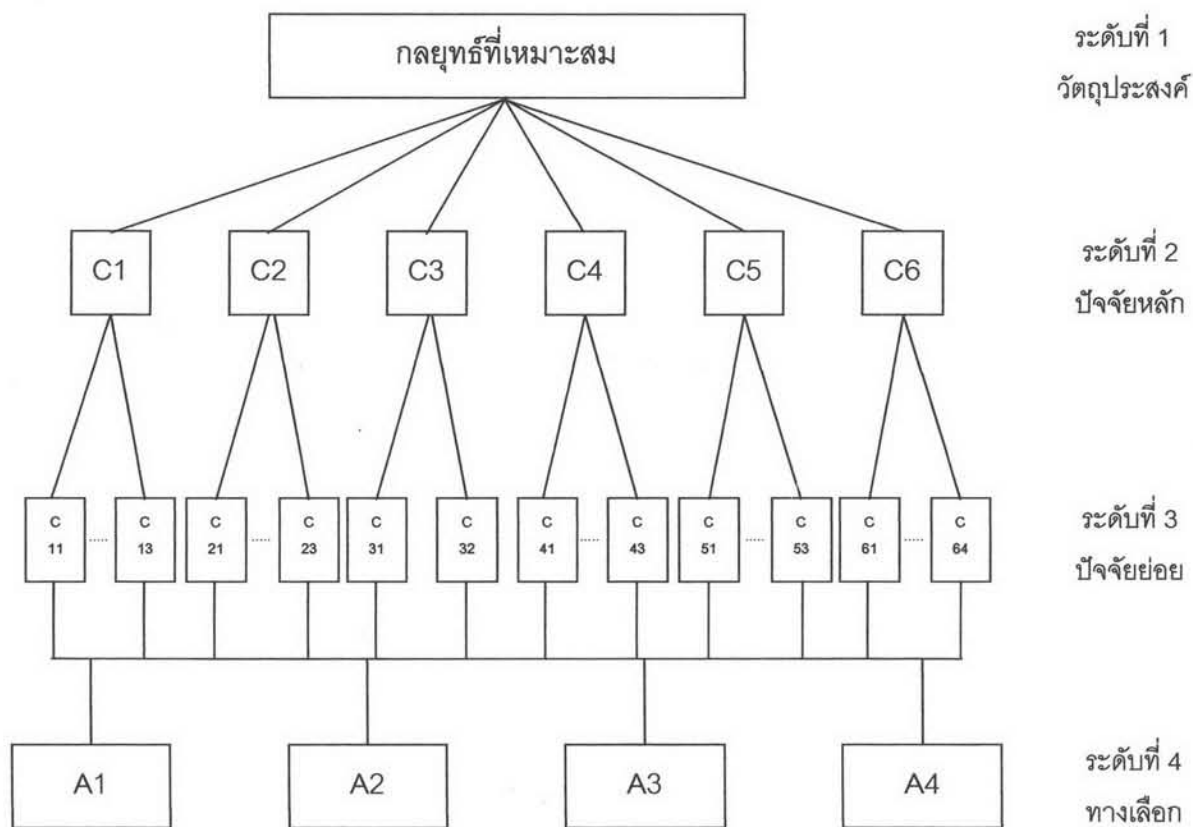 กลยุทธ์ที่เหมาะสม
ระดับที่ 1
วัตถุประสงค์
C1 C2 C3 C4 C5 C6
ระดับที่ 2
ปัจจัยหลัก
C ..... C C ..... C C C C ..... C C ..... C C ..... C
11 13 21 23 31 32 41 43 51 53 61 64
ระดับที่ 3
ปัจจัยย่อย
A1 A2 A3 A4
ระดับที่ 4
ทางเลือก